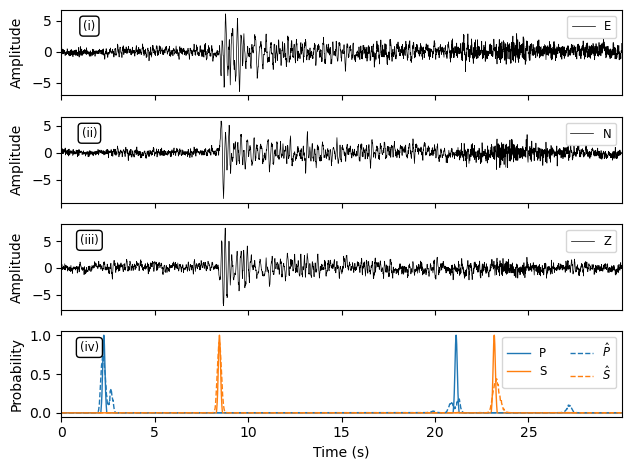 (i)
E
Amplitude
5
0
−5
(ii)
N
Amplitude
5
0
−5
(iii)
Z
Amplitude
5
0
−5
(iv)
P
S
P̂
Ŝ
Probability
1.0
0.5
0.0
0 5 10 15 20 25
Time (s)